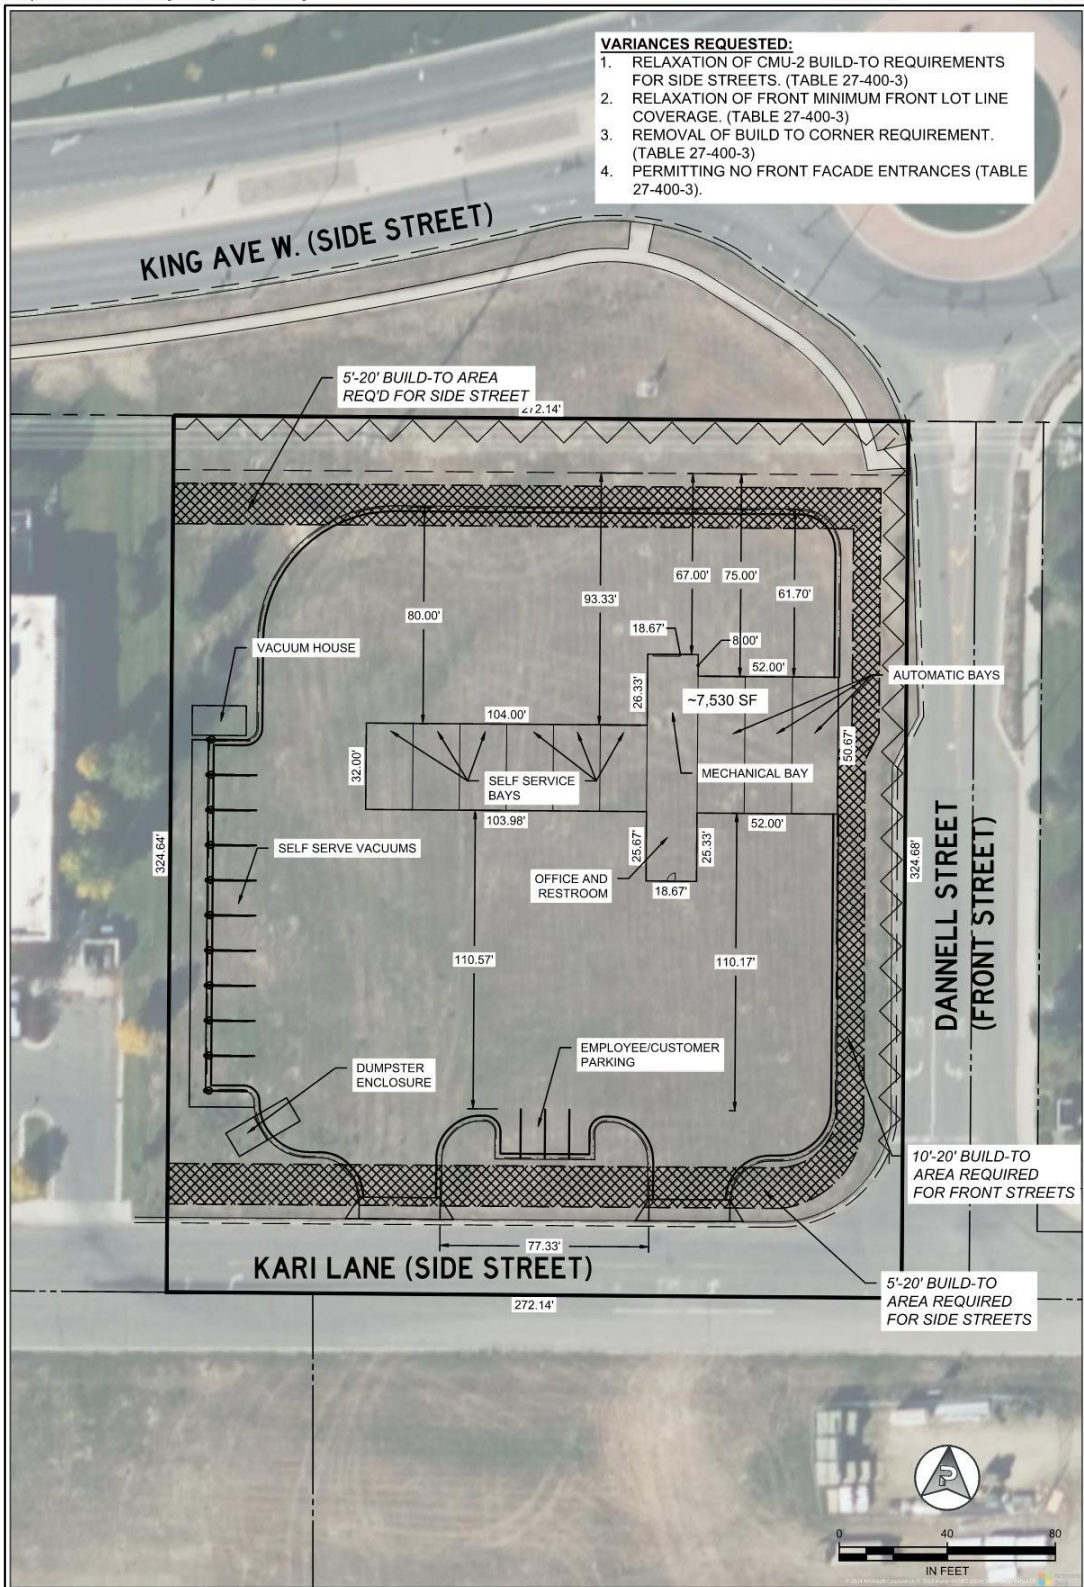 VARIANCES REQUESTED:
1. RELAXATION OF CMU-2 BUILD-TO REQUIREMENTS
FOR SIDE STREETS. (TABLE 27-400-3)
2. RELAXATION OF FRONT MINIMUM FRONT LOT LINE
COVERAGE. (TABLE 27-400-3)
3. REMOVAL OF BUILD TO CORNER REQUIREMENT.
(TABLE 27-400-3)
4. PERMITTING NO FRONT FACADE ENTRANCES (TABLE
27-400-3).
KING AVE W. (SIDE STREET)
5'-20' BUILD-TO AREA
REQ'D FOR SIDE STREET
272.14'
67.00'
75.00'
61.70'
93.33'
80.00'
18.67'
8.00'
52.00'
VACUUM HOUSE
AUTOMATIC BAYS
26.33'
~7,530 SF
104.00'
32.00'
50.67'
SELF SERVICE
BAYS
MECHANICAL BAY
103.98'
52.00'
324.64'
SELF SERVE VACUUMS
25.67'
25.33'
324.68'
OFFICE AND
RESTROOM
18.67'
DANNELL STREET
(FRONT STREET)
110.57'
110.17'
EMPLOYEE/CUSTOMER
PARKING
DUMPSTER
ENCLOSURE
10'-20' BUILD-TO
AREA REQUIRED
FOR FRONT STREETS
77.33'
KARI LANE (SIDE STREET)
272.14'
5'-20' BUILD-TO
AREA REQUIRED
FOR SIDE STREETS
0 40 80
IN FEET